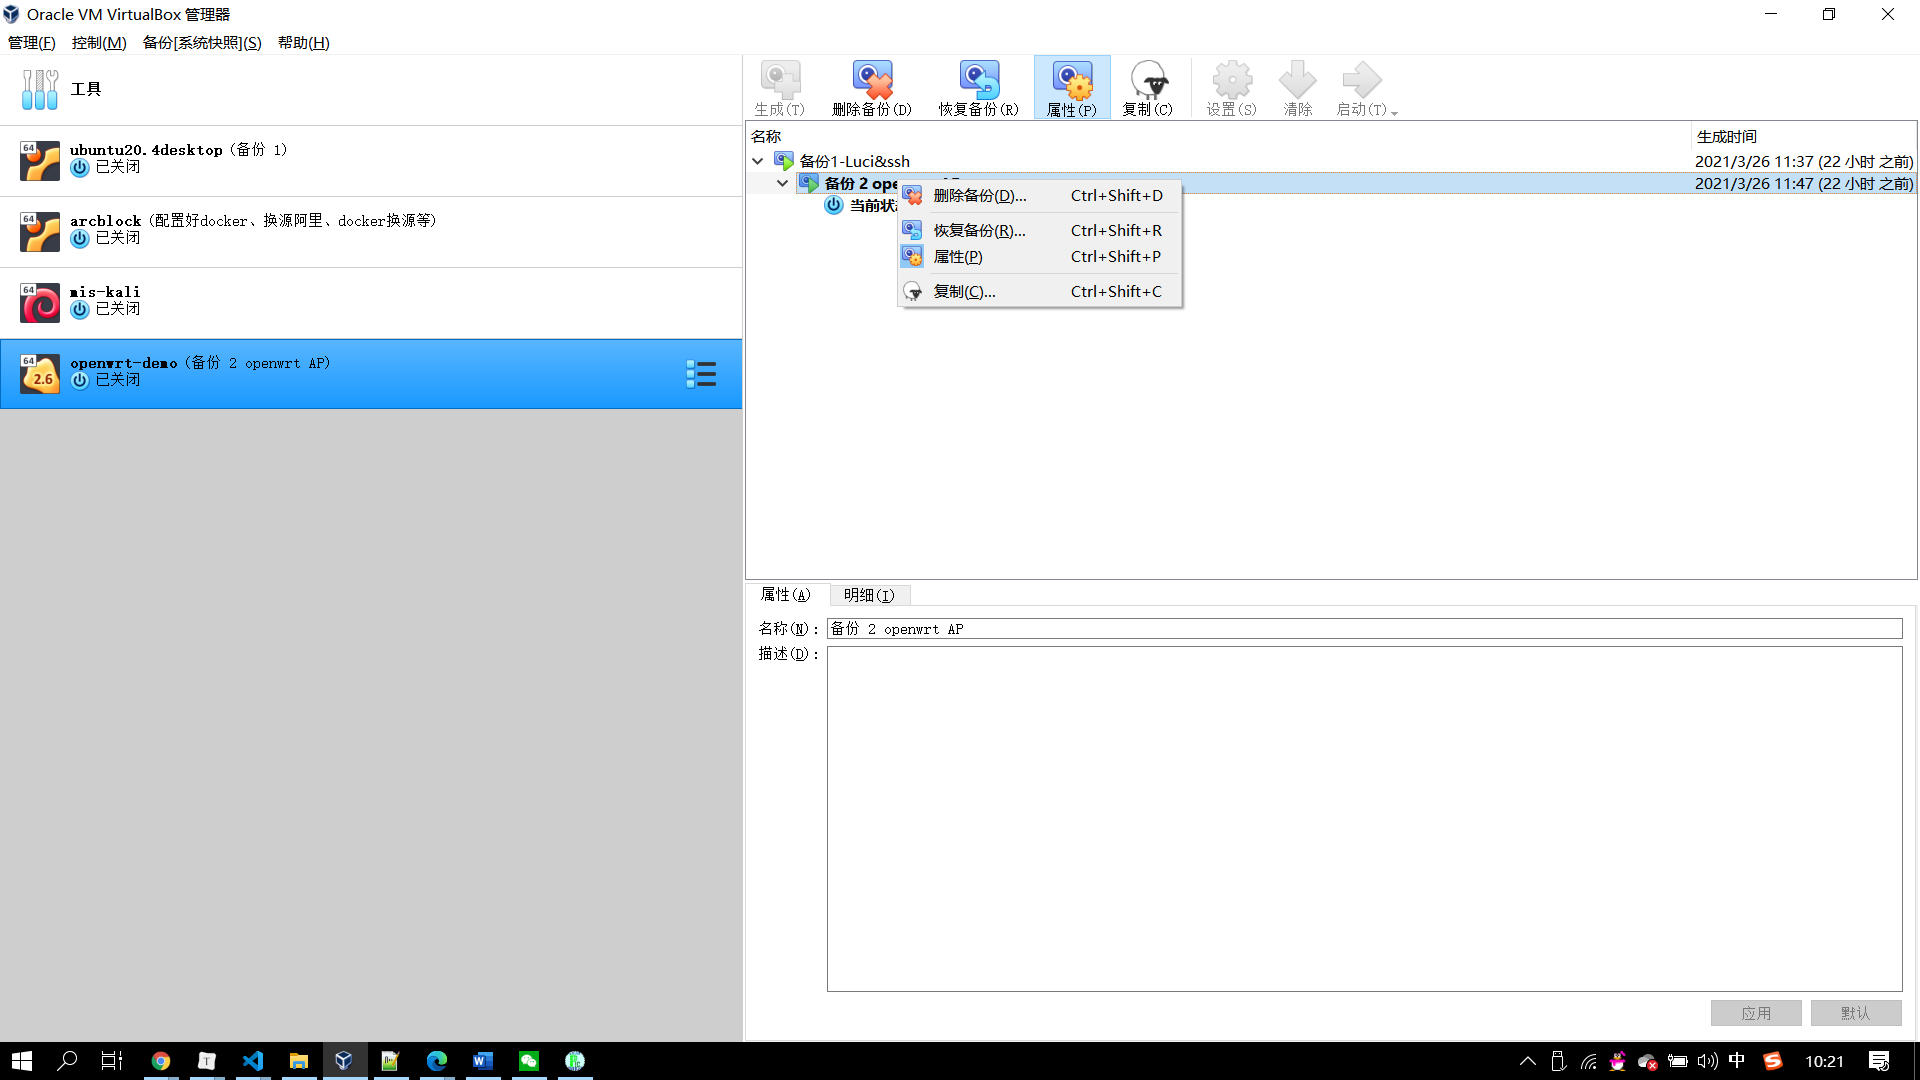 Oracle VM VirtualBox 管理器
管理(F) 控制(M) 备份[系统快照](S) 帮助(H)
工具
64
ubuntu20.4desktop (备份 1)
已关闭
64
arcblock (配置好docker、换源阿里、docker换源等)
已关闭
64
mis-kali
已关闭
64
2.6
openwrt-demo (备份 2 openwrt AP)
已关闭
生成(T) 删除备份(D) 恢复备份(R) 属性(P) 复制(C) 设置(S) 清除 启动(T)
名称 生成时间
备份1-Luci&ssh 2021/3/26 11:37 (22 小时 之前)
备份 2 ope 2021/3/26 11:47 (22 小时 之前)
当前状
删除备份(D)... Ctrl+Shift+D
恢复备份(R)... Ctrl+Shift+R
属性(P) Ctrl+Shift+P
复制(C)... Ctrl+Shift+C
属性(A) 明细(I)
名称(N)： 备份 2 openwrt AP
描述(D)：
应用 默认
中 10:21